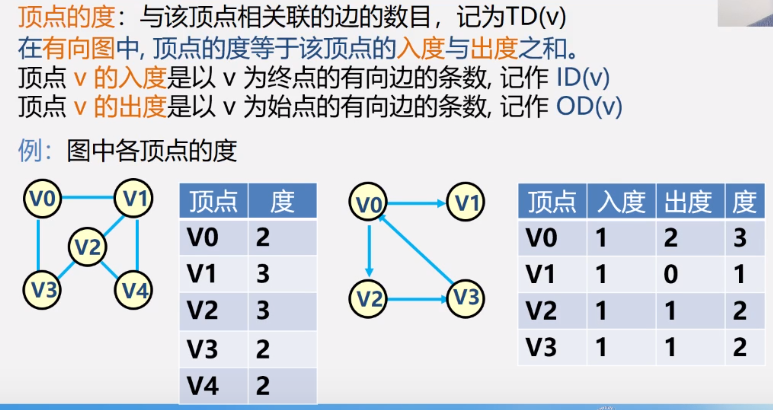 顶点的度：与该顶点相关联的边的数目，记为TD(v)
在有向图中, 顶点的度等于该顶点的入度与出度之和。
顶点 v 的入度是以 v 为终点的有向边的条数, 记作 ID(v)
顶点 v 的出度是以 v 为始点的有向边的条数, 记作 OD(v)
例：图中各顶点的度
V0 V1
V2
V3 V4
顶点 度
V0 2
V1 3
V2 3
V3 2
V4 2
V0 V1
V2 V3
顶点 入度 出度 度
V0 1 2 3
V1 1 0 1
V2 1 1 2
V3 1 1 2